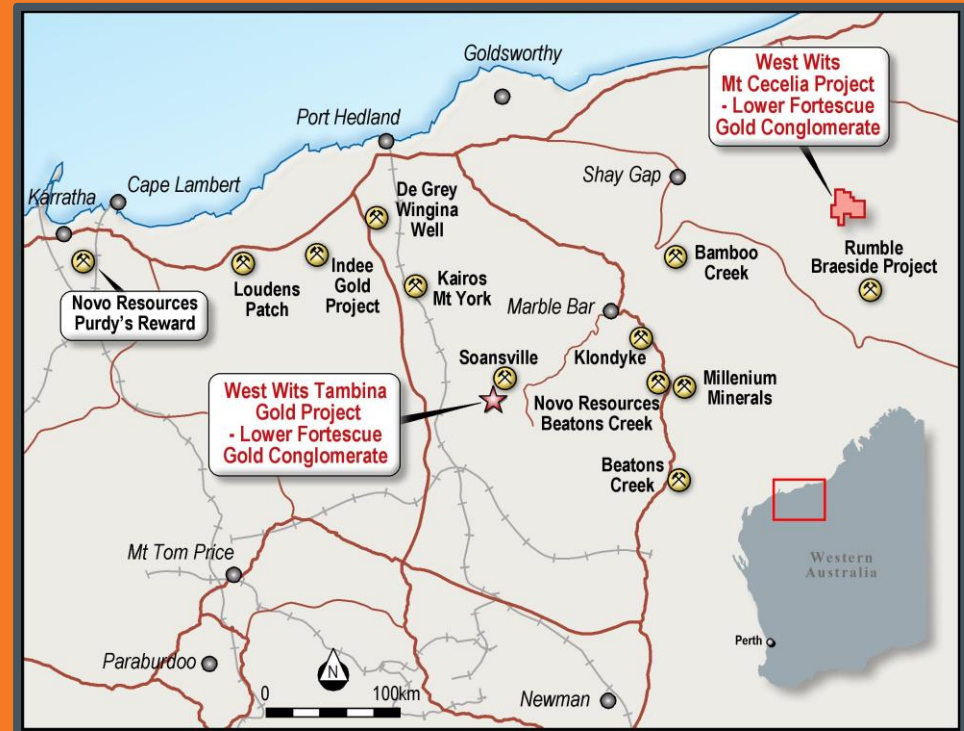 Goldsworthy
West Wits
Mt Cecelia Project
- Lower Fortescue
Gold Conglomerate
Port Hedland
Shay Gap
Cape Lambert
Karratha
De Grey
Wingina
Well
Bamboo
Creek
Rumble
Braeside Project
Indee
Gold
Project
Loudens
Patch
Kairos
Mt York
Novo Resources
Purdy's Reward
Marble Bar
Klondyke
Soansville
Millenium
Minerals
Novo Resources
Beatons Creek
West Wits Tambina
Gold Project
- Lower Fortescue
Gold Conglomerate
Beatons
Creek
Mt Tom Price
Western
Australia
Perth
Paraburdoo
N
0 100km
Newman